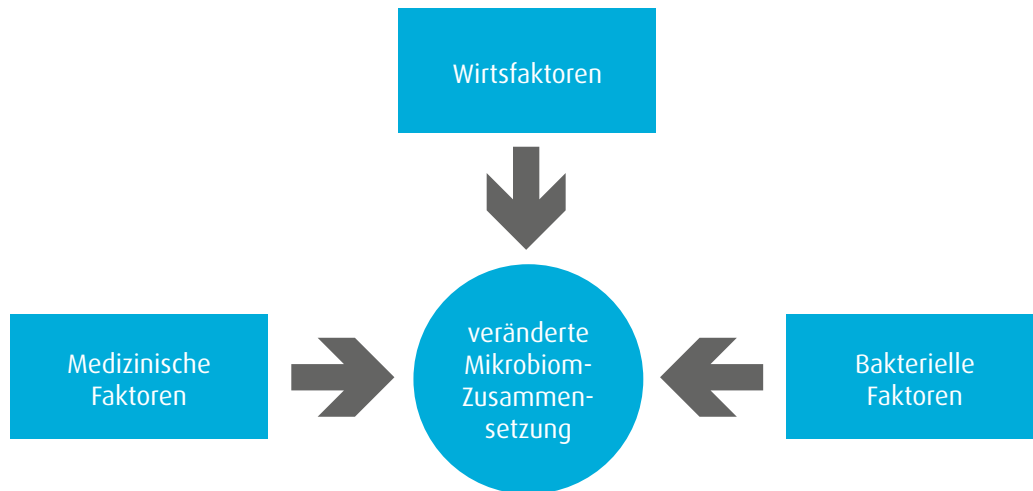 Wirtsfaktoren
Medizinische
Faktoren
veränderte
Mikrobiom-
Zusammen-
setzung
Bakterielle
Faktoren